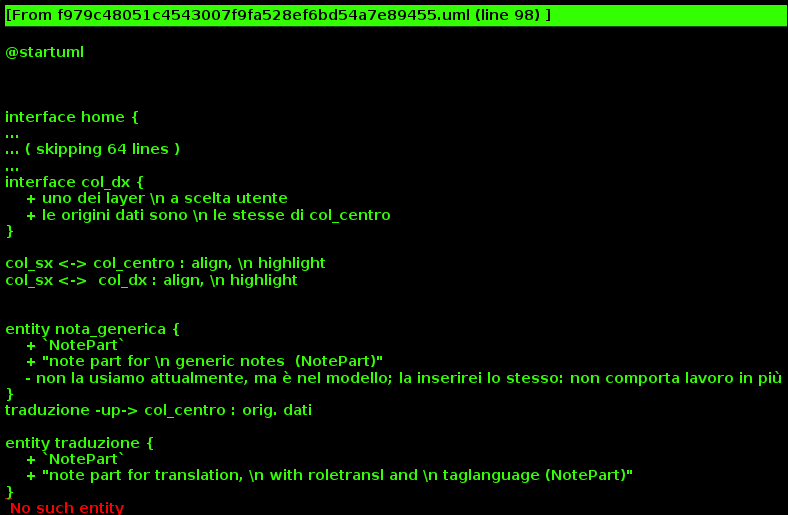 [From f979c48051c4543007f9fa528ef6bd54a7e89455.uml (line 98) ]
@startuml
interface home {
...
... ( skipping 64 lines )
...
interface col_dx {
+ uno dei layer \n a scelta utente
+ le origini dati sono \n le stesse di col_centro
}
col_sx <-> col_centro : align, \n highlight
col_sx <->  col_dx : align, \n highlight
entity nota_generica {
+ `NotePart`
+ "note part for \n generic notes  (NotePart)"
- non la usiamo attualmente, ma è nel modello; la inserirei lo stesso: non comporta lavoro in più
}
traduzione -up-> col_centro : orig. dati
entity traduzione {
+ `NotePart`
+ "note part for translation, \n with roletransl and \n taglanguage (NotePart)"
}
No such entity